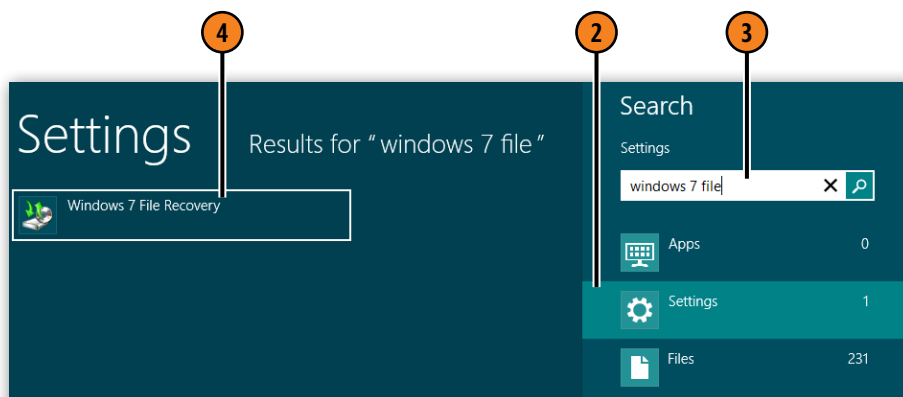 4
2
3
Settings
Results for “windows 7 file”
Windows 7 File Recovery
Search
Settings
windows 7 file
Apps 0
Settings 1
Files 231